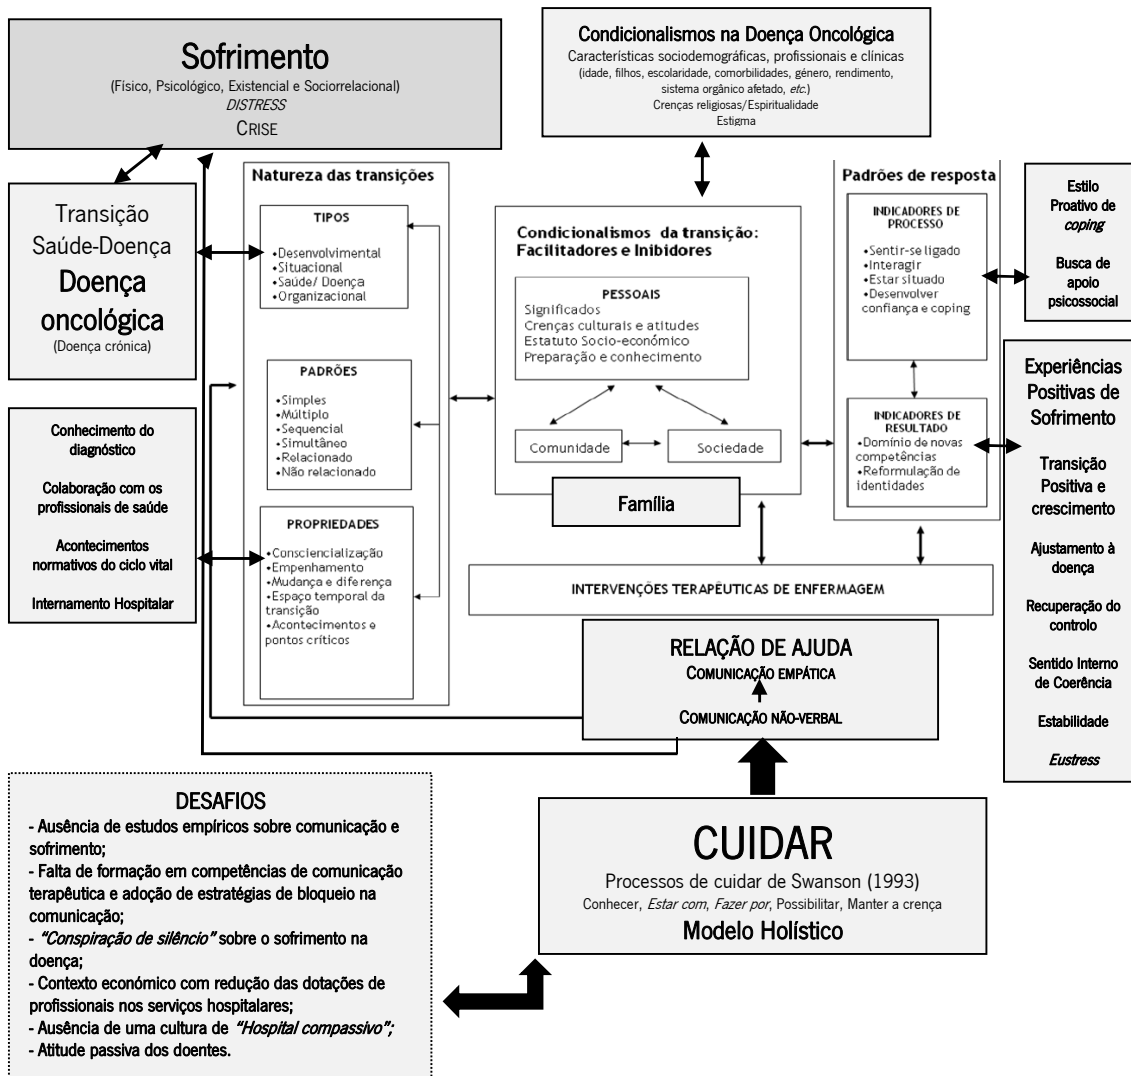 Sofrimento
(Físico, Psicológico, Existencial e Sociorrelacional)
DISTRESS
CRISE
Condicionalismos na Doença Oncológica
Características sociodemográficas, profissionais e clínicas
(idade, filhos, escolaridade, comorbilidades, género, rendimento,
sistema orgânico afetado, etc.)
Crenças religiosas/Espiritualidade
Estigma
Transição
Saúde-Doença
Doença
oncológica
(Doença crónica)
Conhecimento do
diagnóstico
Colaboração com os
profissionais de saúde
Acontecimentos
normativos do ciclo vital
Internamento Hospitalar
Natureza das transições
TIPOS
•Desenvolvimental
•Situacional
•Saúde/ Doença
•Organizacional
PADRÕES
•Simples
•Múltiplo
•Sequencial
•Simultâneo
•Relacionado
•Não relacionado
PROPRIEDADES
•Consciencialização
•Empenhamento
•Mudança e diferença
•Espaço temporal da
transição
•Acontecimentos e
pontos críticos
Condicionalismos da transição:
Facilitadores e Inibidores
PESSOAIS
Significados
Crenças culturais e atitudes
Estatuto Socio-económico
Preparação e conhecimento
Comunidade
Sociedade
Família
Padrões de resposta
INDICADORES DE
PROCESSO
•Sentir-se ligado
•Interagir
•Estar situado
•Desenvolver
confiança e coping
INDICADORES DE
RESULTADO
•Domínio de novas
competências
•Reformulação de
identidades
Estilo
Proativo de
coping
Busca de
apoio
psicossocial
Experiências
Positivas de
Sofrimento
Transição
Positiva e
crescimento
Ajustamento à
doença
Recuperação do
controlo
Sentido Interno
de Coerência
Estabilidade
Eustress
INTERVENÇÕES TERAPÊUTICAS DE ENFERMAGEM
RELAÇÃO DE AJUDA
COMUNICAÇÃO EMPÁTICA
COMUNICAÇÃO NÃO-VERBAL
DESAFIOS
- Ausência de estudos empíricos sobre comunicação e
sofrimento;
- Falta de formação em competências de comunicação
terapêutica e adoção de estratégias de bloqueio na
comunicação;
- “Conspiração de silêncio” sobre o sofrimento na
doença;
- Contexto económico com redução das dotações de
profissionais nos serviços hospitalares;
- Ausência de uma cultura de “Hospital compassivo”;
- Atitude passiva dos doentes.
CUIDAR
Processos de cuidar de Swanson (1993)
Conhecer, Estar com, Fazer por, Possibilitar, Manter a crença
Modelo Holístico